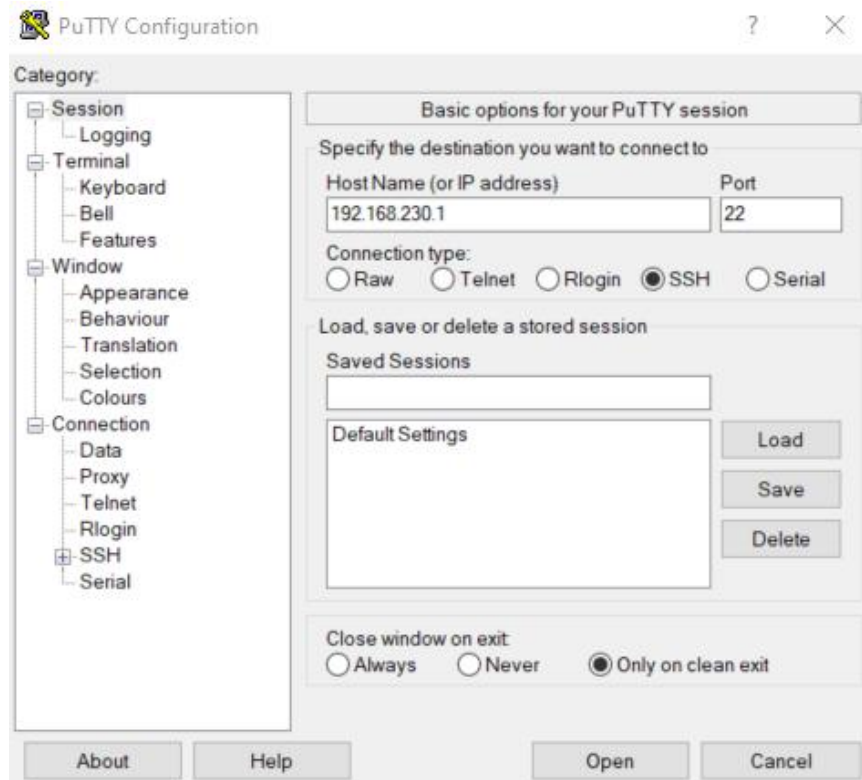 PuTTY Configuration
?
Category:
Session
Logging
Terminal
Keyboard
Bell
Features
Window
Appearance
Behaviour
Translation
Selection
Colours
Connection
Data
Proxy
Telnet
Rlogin
SSH
Serial
Basic options for your PuTTY session
Specify the destination you want to connect to
Host Name (or IP address) Port
192.168.230.1 22
Connection type:
Raw Telnet Rlogin SSH Serial
Load, save or delete a stored session
Saved Sessions
Default Settings
Load
Save
Delete
Close window on exit:
Always Never Only on clean exit
About Help Open Cancel